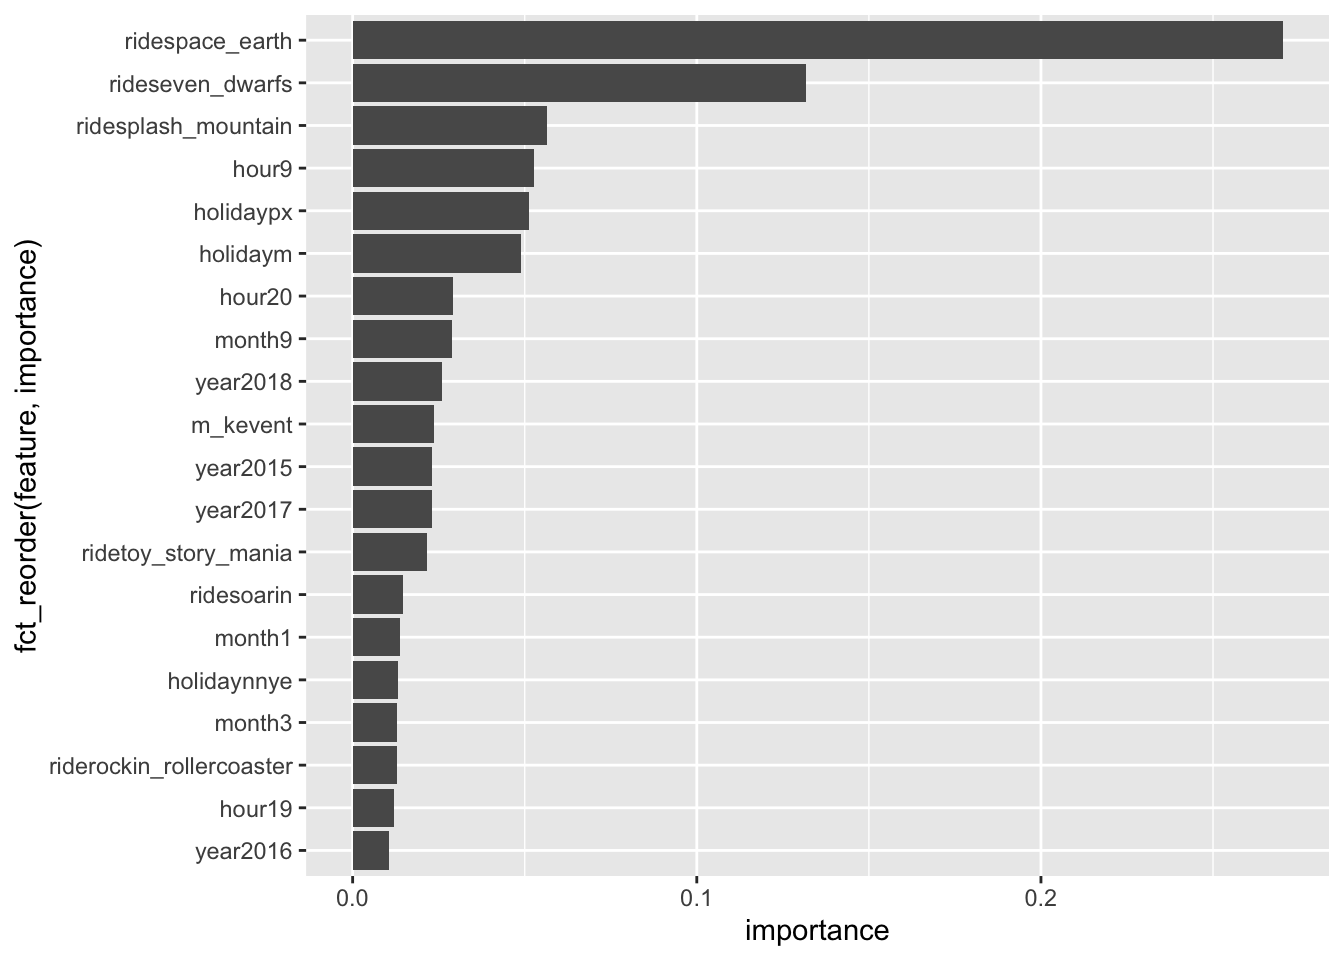 ridespace_earth
rideseven_dwarfs
ridesplash_mountain
hour9
holidaypx
holidaym
hour20
month9
year2018
m_kevent
year2015
year2017
ridetoy_story_mania
ridesoarin
month1
holidaynnye
month3
riderockin_rollercoaster
hour19
year2016
fct_reorder(feature, importance)
0.0 0.1 0.2
importance